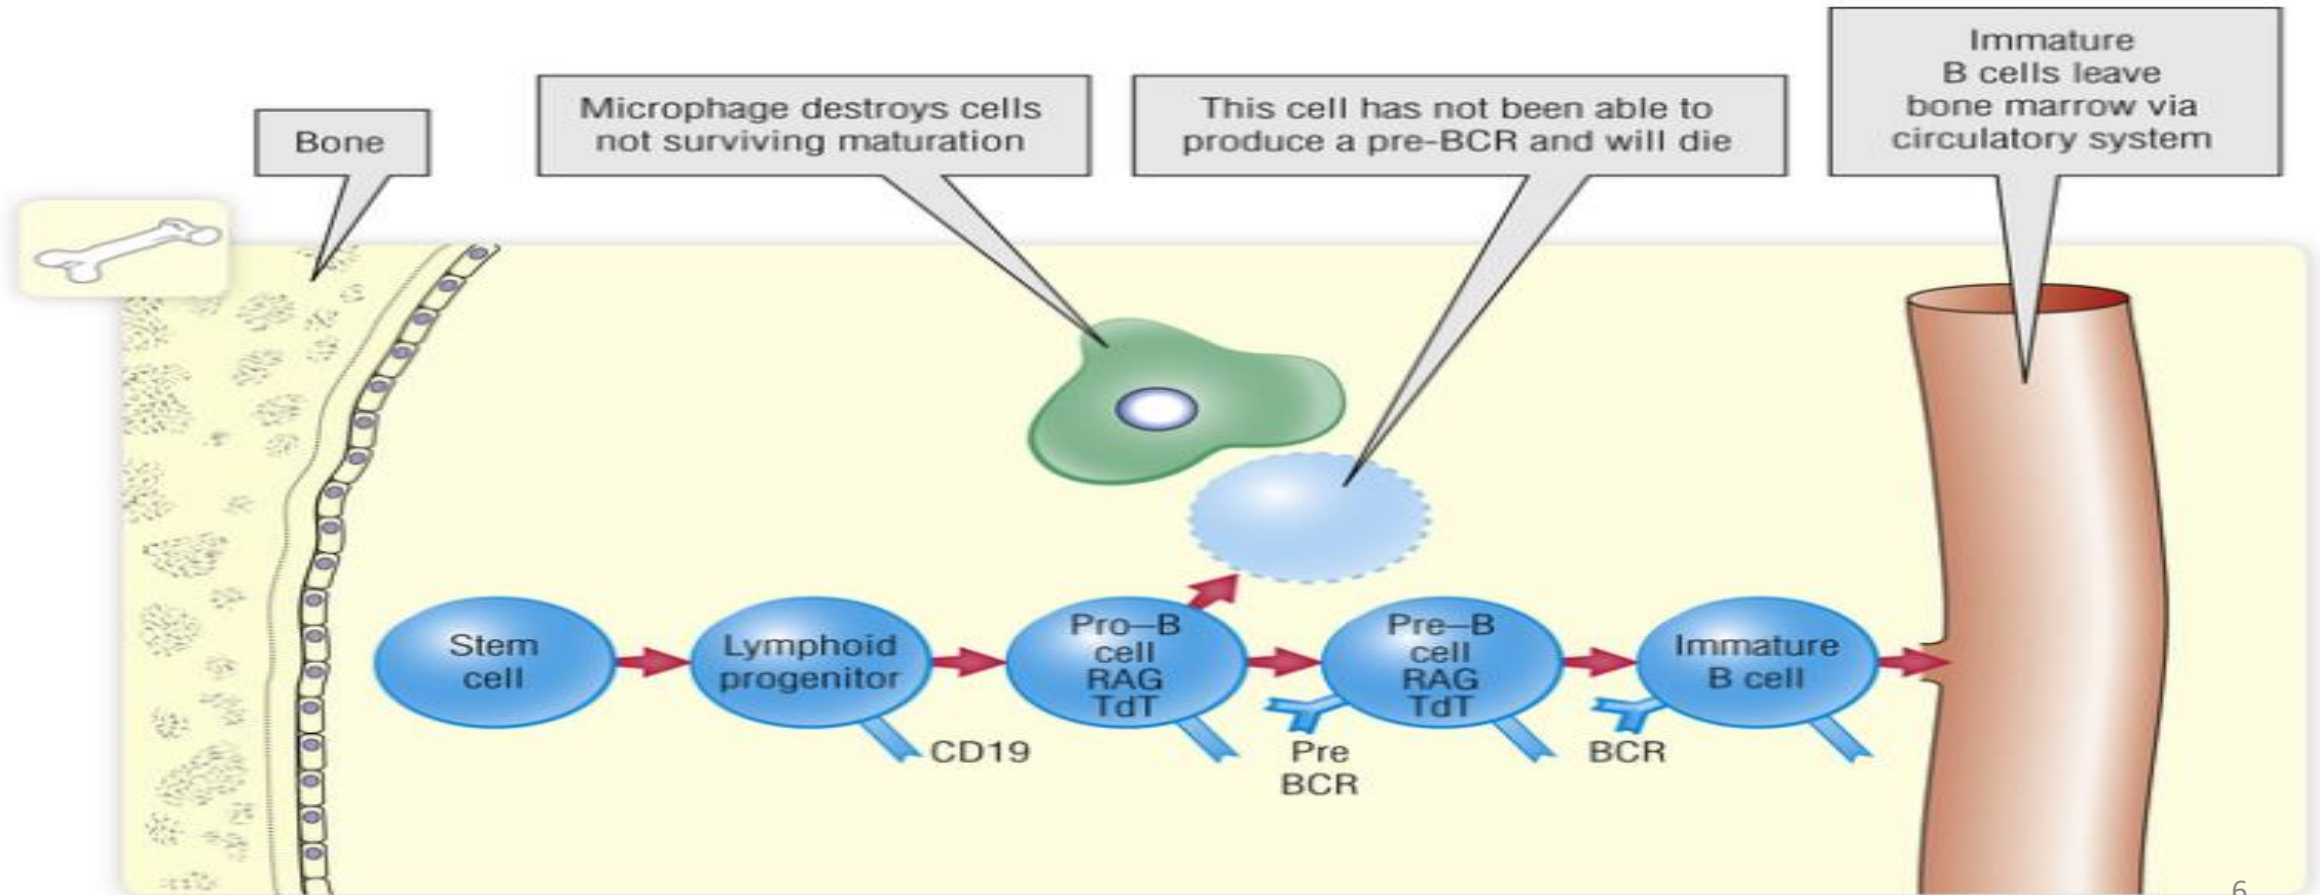 Bone
Microphage destroys cells
not surviving maturation
This cell has not been able to
produce a pre-BCR and will die
Immature
B cells leave
bone marrow via
circulatory system
Stem
cell
Lymphoid
progenitor
CD19
Pro–B
cell
RAG
TdT
Pre
BCR
Pre–B
cell
RAG
TdT
BCR
Immature
B cell
6